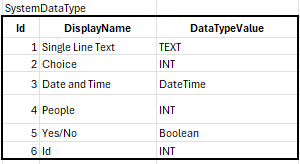 SystemDataType
Id DisplayName DataTypeValue
1 Single Line Text TEXT
2 Choice INT
3 Date and Time DateTime
4 People INT
5 Yes/No Boolean
6 Id INT